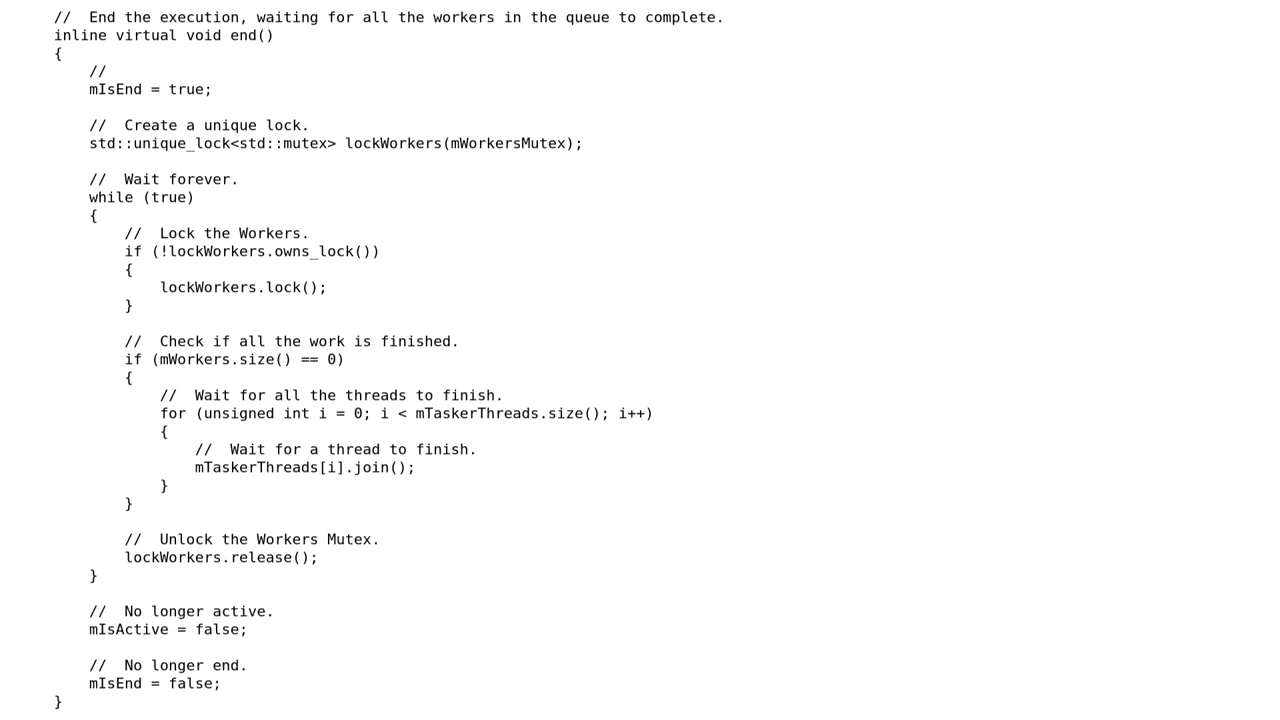 //  End the execution, waiting for all the workers in the queue to complete.
inline virtual void end()
{
    //
    mIsEnd = true;

    //  Create a unique lock.
    std::unique_lock<std::mutex> lockWorkers(mWorkersMutex);

    //  Wait forever.
    while (true)
    {
        //  Lock the Workers.
        if (!lockWorkers.owns_lock())
        {
            lockWorkers.lock();
        }

        //  Check if all the work is finished.
        if (mWorkers.size() == 0)
        {
            //  Wait for all the threads to finish.
            for (unsigned int i = 0; i < mTaskerThreads.size(); i++)
            {
                //  Wait for a thread to finish.
                mTaskerThreads[i].join();
            }
        }

        //  Unlock the Workers Mutex.
        lockWorkers.release();
    }

    //  No longer active.
    mIsActive = false;

    //  No longer end.
    mIsEnd = false;
}